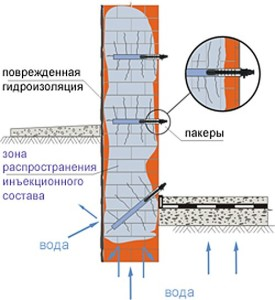 поврежденная
гидроизоляция
пакеры
зона
распространения
инъекционного
состава
вода
вода